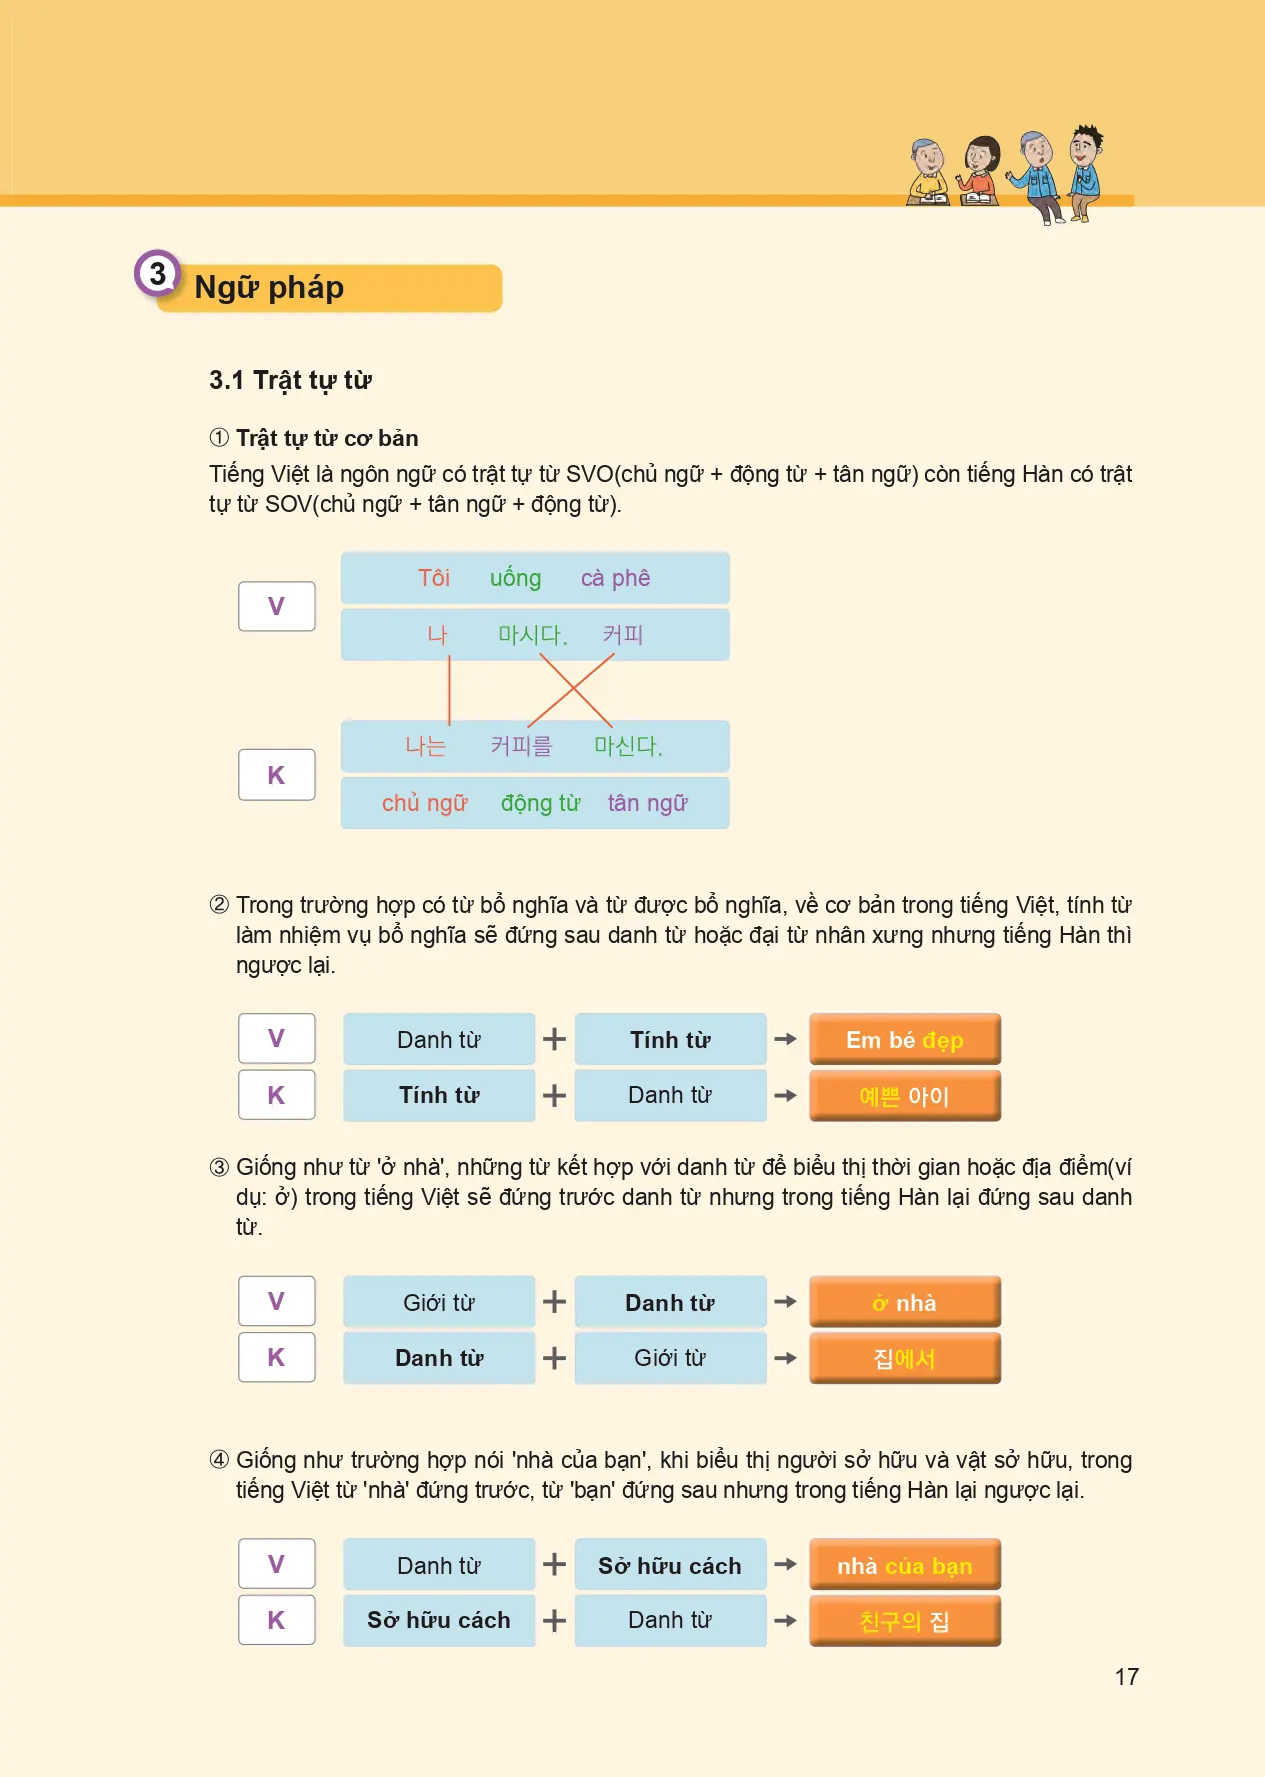 3 Ngữ pháp
3.1 Trật tự từ
① Trật tự từ cơ bản
Tiếng Việt là ngôn ngữ có trật tự từ SVO(chủ ngữ + động từ + tân ngữ) còn tiếng Hàn có trật
tự từ SOV(chủ ngữ + tân ngữ + động từ).
V
Tôi uống cà phê
나 마시다. 커피
K
나는 커피를 마신다.
chủ ngữ động từ tân ngữ
② Trong trường hợp có từ bổ nghĩa và từ được bổ nghĩa, về cơ bản trong tiếng Việt, tính từ
làm nhiệm vụ bổ nghĩa sẽ đứng sau danh từ hoặc đại từ nhân xưng nhưng tiếng Hàn thì
ngược lại.
V Danh từ + Tính từ → Em bé đẹp
K Tính từ + Danh từ → 예쁜 아이
③ Giống như từ 'ở nhà', những từ kết hợp với danh từ để biểu thị thời gian hoặc địa điểm(ví
dụ: ở) trong tiếng Việt sẽ đứng trước danh từ nhưng trong tiếng Hàn lại đứng sau danh
từ.
V Giới từ + Danh từ → ở nhà
K Danh từ + Giới từ → 집에서
④ Giống như trường hợp nói 'nhà của bạn', khi biểu thị người sở hữu và vật sở hữu, trong
tiếng Việt từ 'nhà' đứng trước, từ 'bạn' đứng sau nhưng trong tiếng Hàn lại ngược lại.
V Danh từ + Sở hữu cách → nhà của bạn
K Sở hữu cách + Danh từ → 친구의 집
17